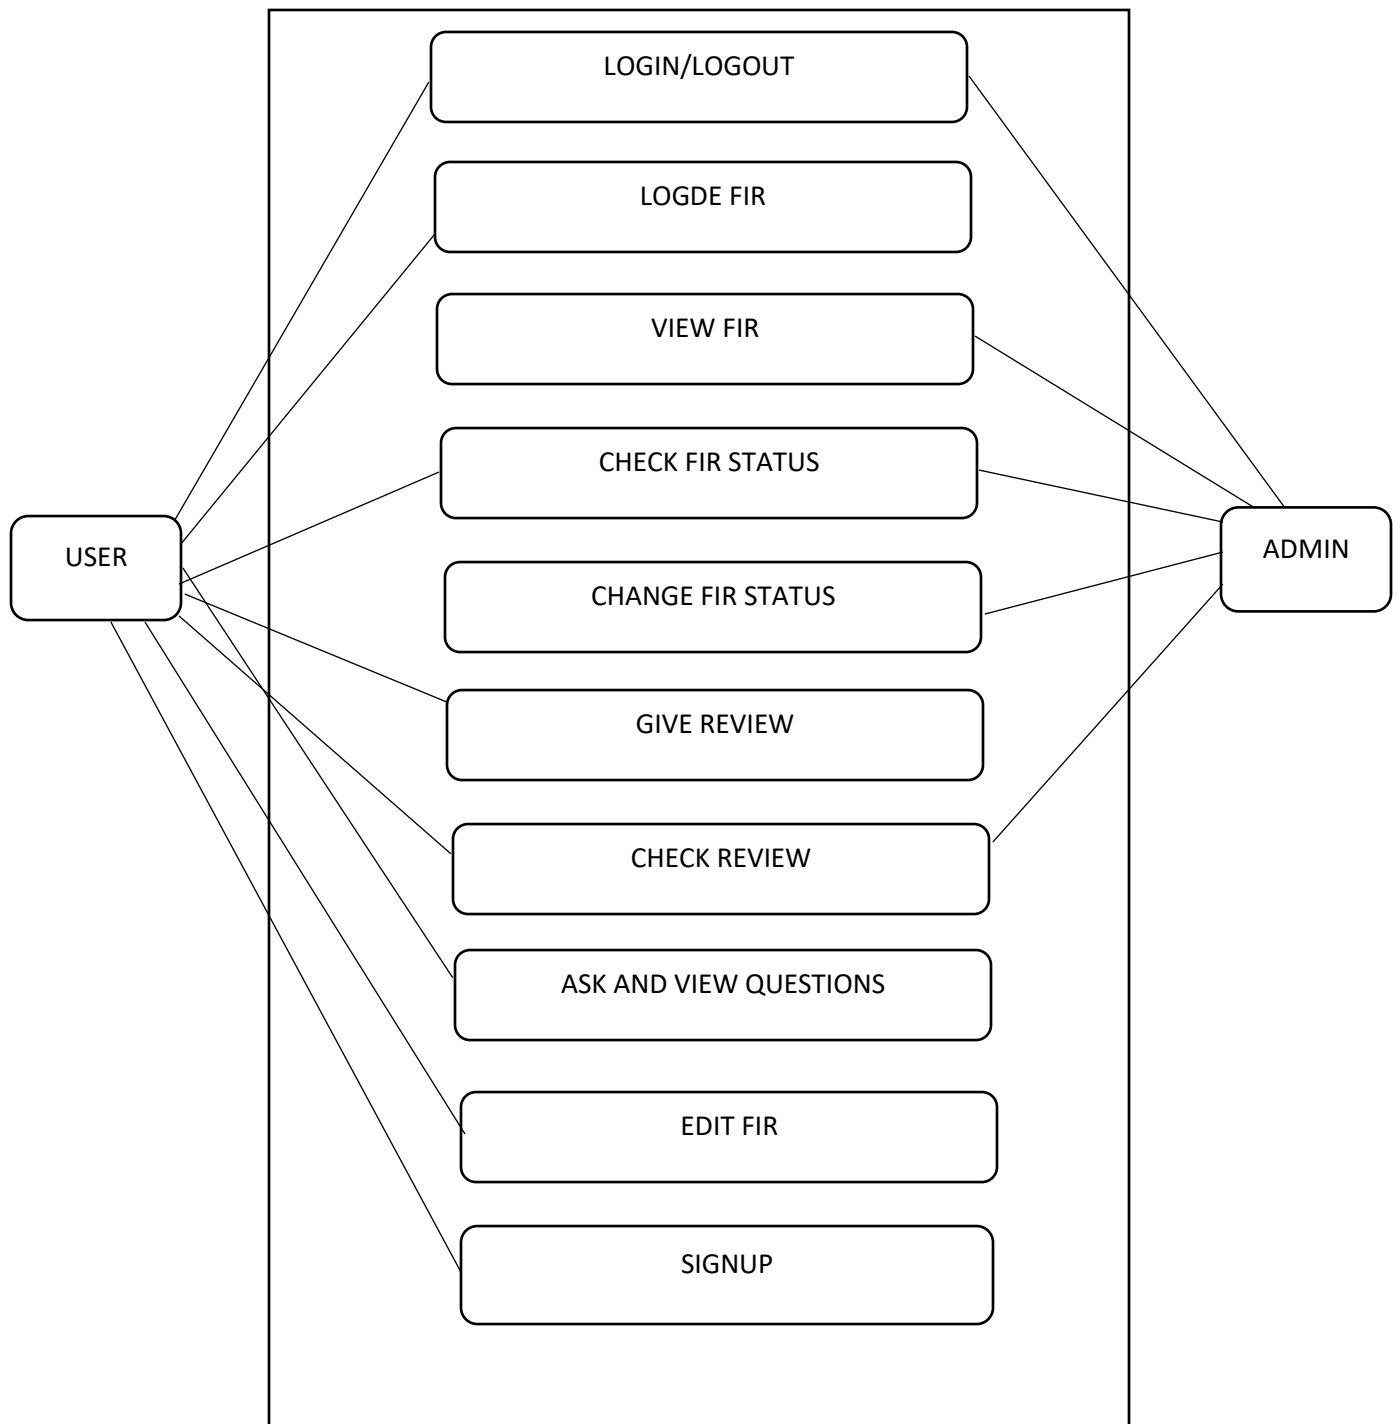 LOGIN/LOGOUT
LOGDE FIR
VIEW FIR
CHECK FIR STATUS
USER
ADMIN
CHANGE FIR STATUS
GIVE REVIEW
CHECK REVIEW
ASK AND VIEW QUESTIONS
EDIT FIR
SIGNUP